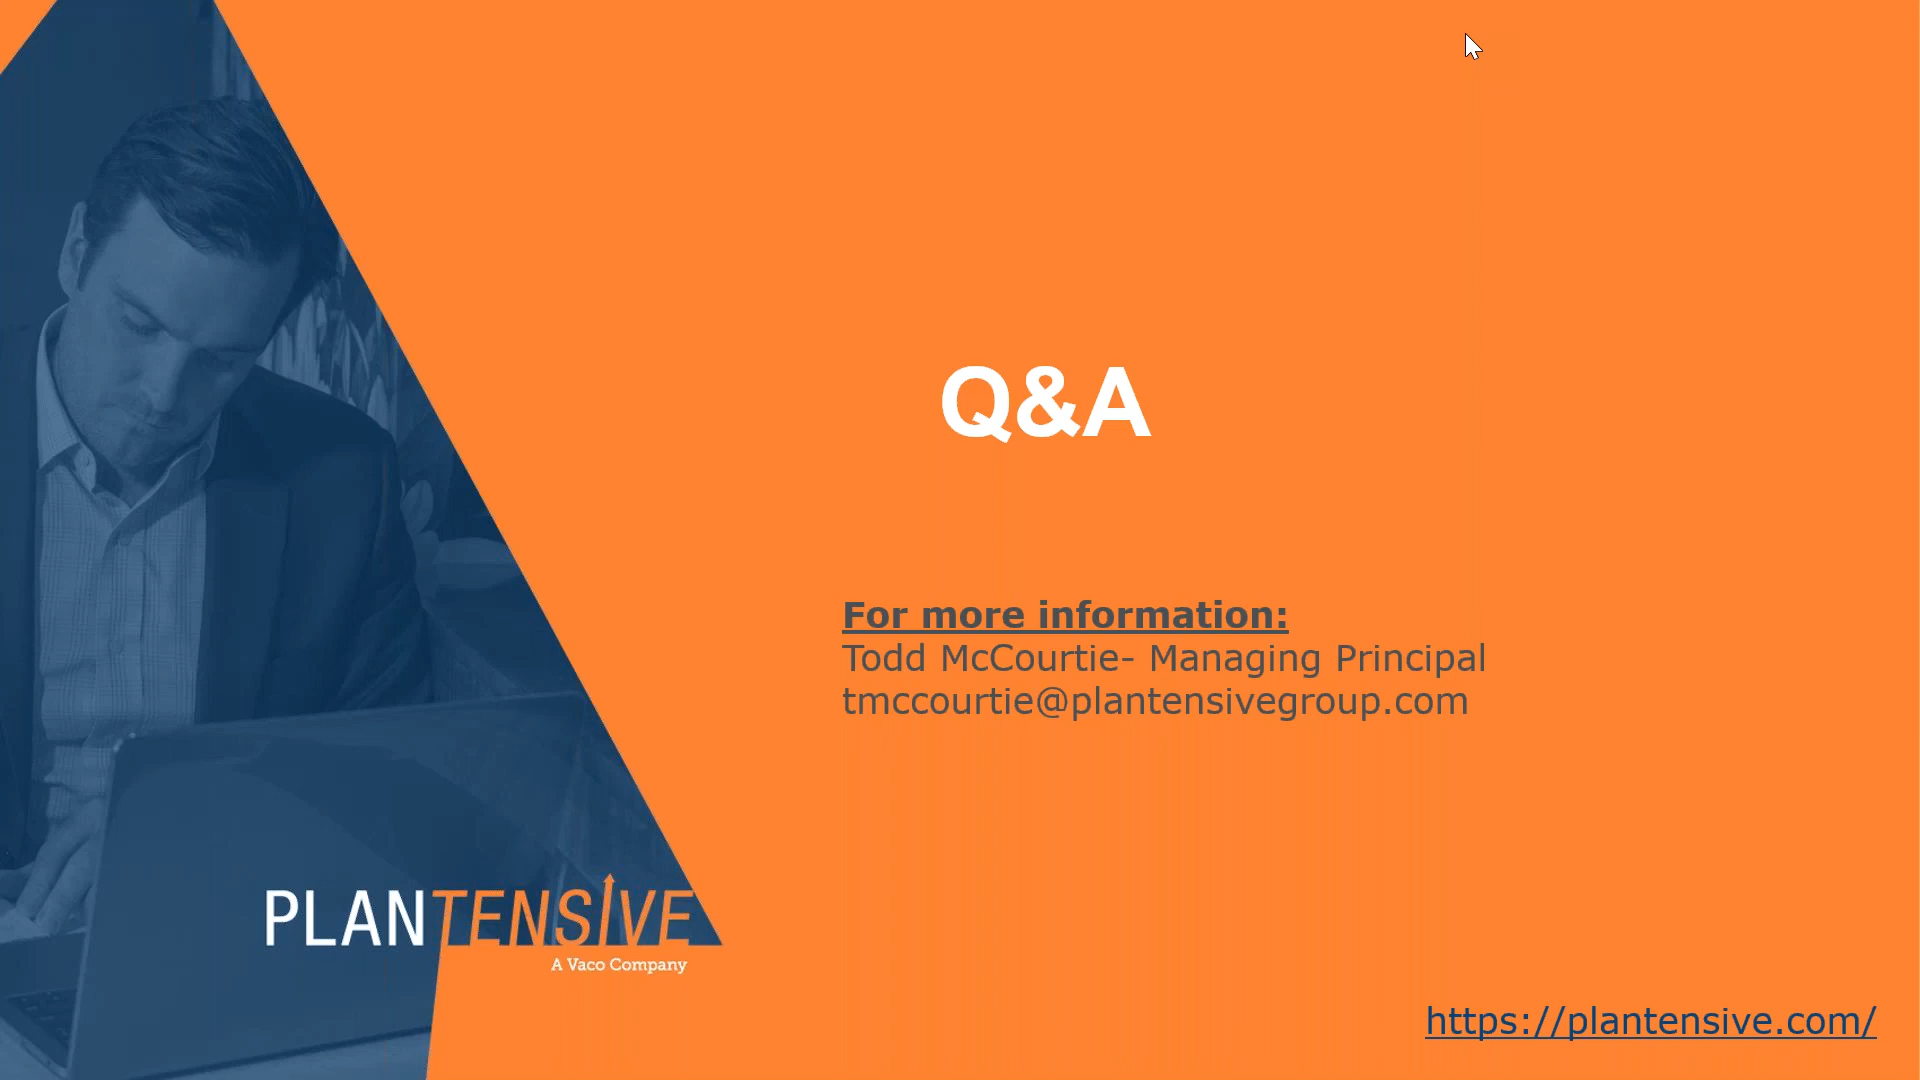 Q&A
For more information:
Todd McCourtie- Managing Principal
tmccourtie@plantensivegroup.com
PLANTENSIVE
A Vaco Company
https://plantensive.com/